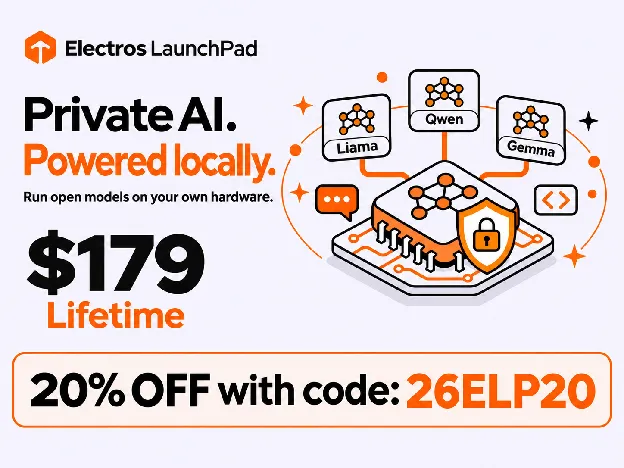 Electros LaunchPad
Private AI.
Powered locally.
Run open models on your own hardware.
$179
Lifetime
Liama
Qwen
Gemma
20% OFF with code: 26ELP20